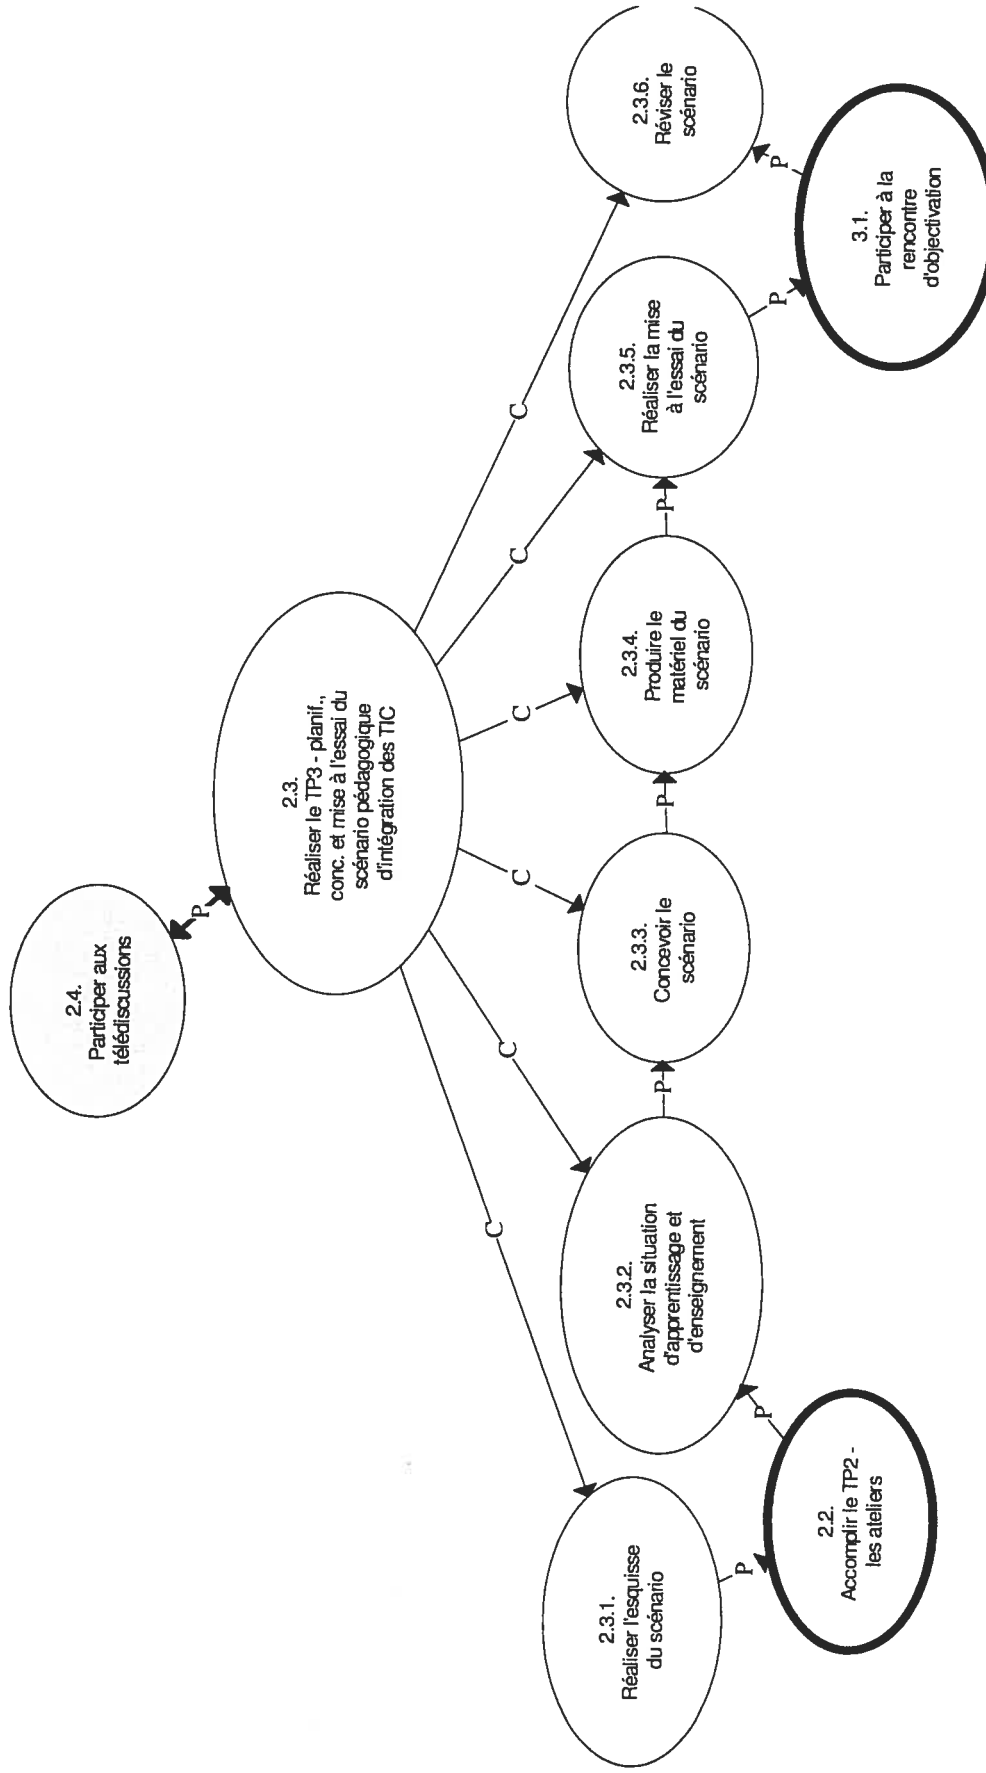 2.4.
Participer aux
télédiscussions
P
2.3.
Réaliser le TP3 - planif.,
conc. et mise à l'essai du
scénario pédagogique
d'intégration des TIC
C
C
C
C
C
C
2.3.1.
Réaliser l'esquisse
du scénario
2.3.2.
Analyser la situation
d'apprentissage et
d'enseignement
P
2.3.3.
Concevoir le
scénario
P
2.3.4.
Produire le
matériel du
scénario
P
2.3.5.
Réaliser la mise
à l'essai du
scénario
2.3.6.
Réviser le
scénario
P
P
P
P
2.2.
Accomplir le TP2 -
les ateliers
3.1.
Participer à la
rencontre
d'objectivation